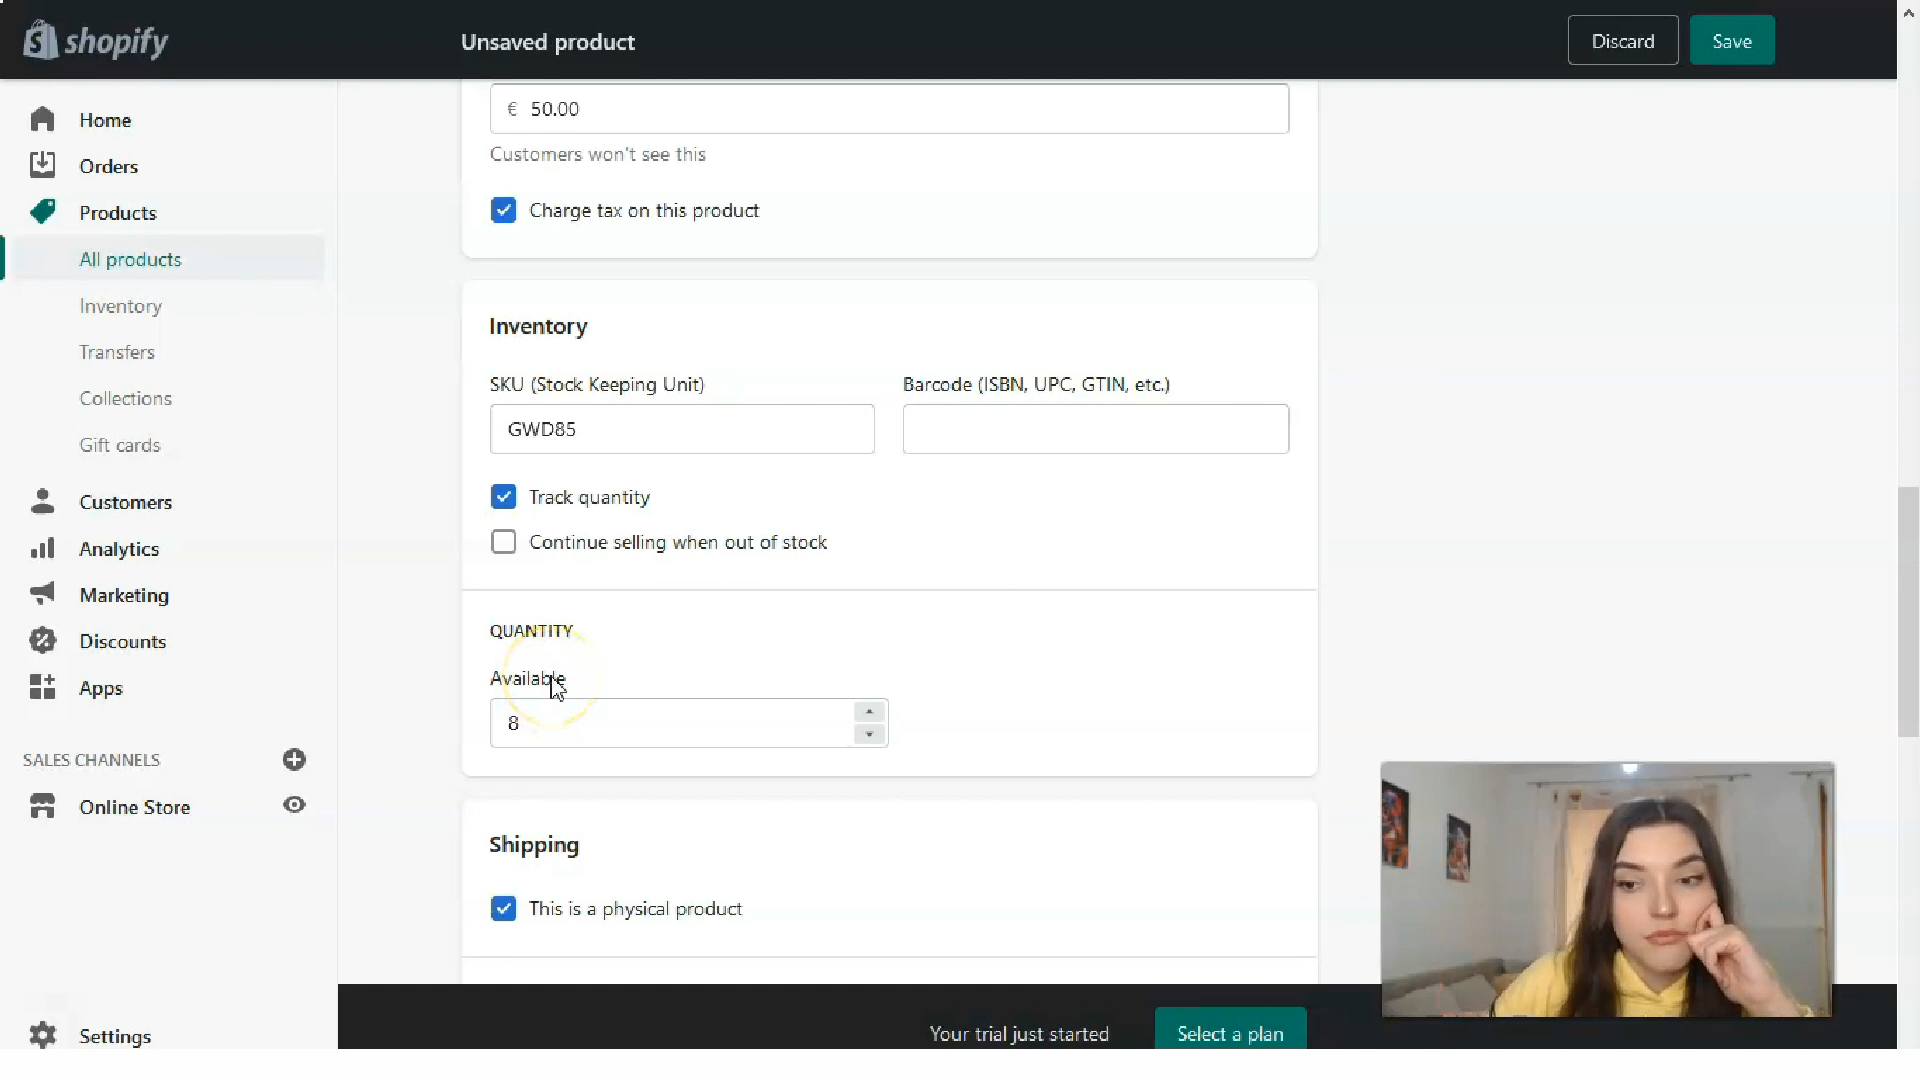 shopify
Unsaved product
Discard
Save
Home
Orders
Products
All products
Inventory
Transfers
Collections
Gift cards
Customers
Analytics
Marketing
Discounts
Apps
SALES CHANNELS
Online Store
Settings
€ 50.00
Customers won't see this
Charge tax on this product
Inventory
SKU (Stock Keeping Unit)
Barcode (ISBN, UPC, GTIN, etc.)
GWD85
Track quantity
Continue selling when out of stock
QUANTITY
Available
8
Shipping
This is a physical product
Your trial just started
Select a plan